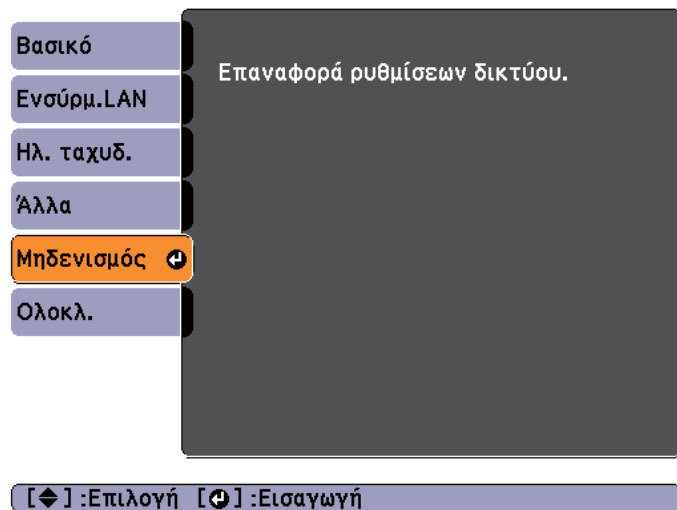 Βασικό
Ενσύρμ.LAN
Ηλ. ταχυδ.
Άλλα
Μηδενισμός
Ολοκλ.
Επαναφορά ρυθμίσεων δικτύου.
[◆] :Επιλογή [⏎] :Εισαγωγή